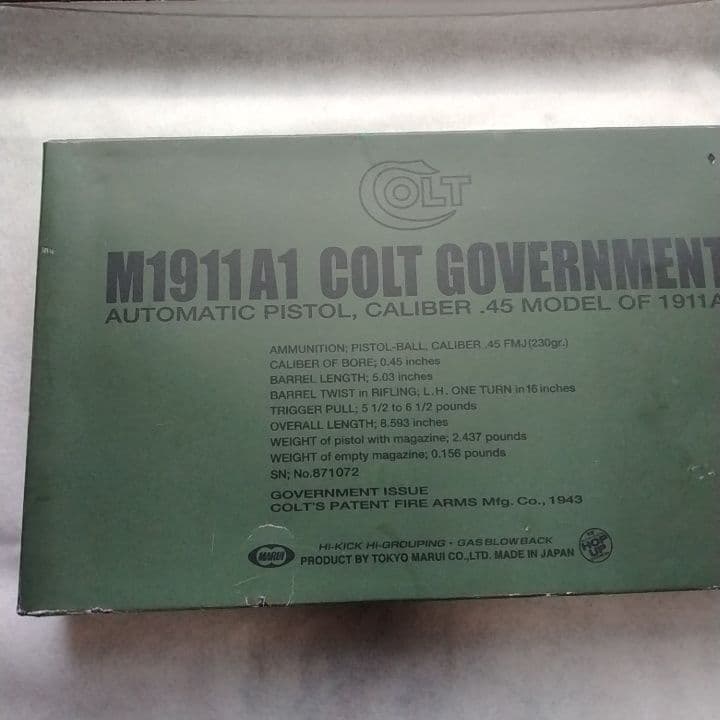 COLT
M1911A1 COLT GOVERNMENT
AUTOMATIC PISTOL, CALIBER .45 MODEL OF 1911A
AMMUNITION; PISTOL-BALL, CALIBER .45 FMJ(230gr.)
CALIBER OF BORE; 0.45 inches
BARREL LENGTH; 5.03 inches
BARREL TWIST in RIFLING; L.H. ONE TURN in 16 inches
TRIGGER PULL; 5 1/2 to 6 1/2 pounds
OVERALL LENGTH; 8.593 inches
WEIGHT of pistol with magazine; 2.437 pounds
WEIGHT of empty magazine; 0.156 pounds
SN; No.871072
GOVERNMENT ISSUE
COLT'S PATENT FIRE ARMS Mfg. Co., 1943
HI-KICK HI-GROUPING・GAS BLOW BACK
MARUI PRODUCT BY TOKYO MARUI CO.,LTD. MADE IN JAPAN
HOP UP